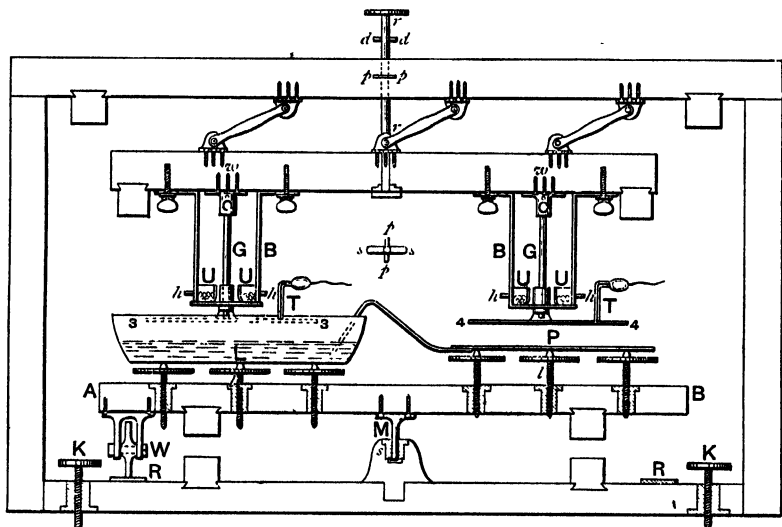 r
d d
p p
r
w w
p
s s
p
B G B G B
U U U U
h h h h
T T
3 3 4 4
P
l
A B
M
s
K W K
R R